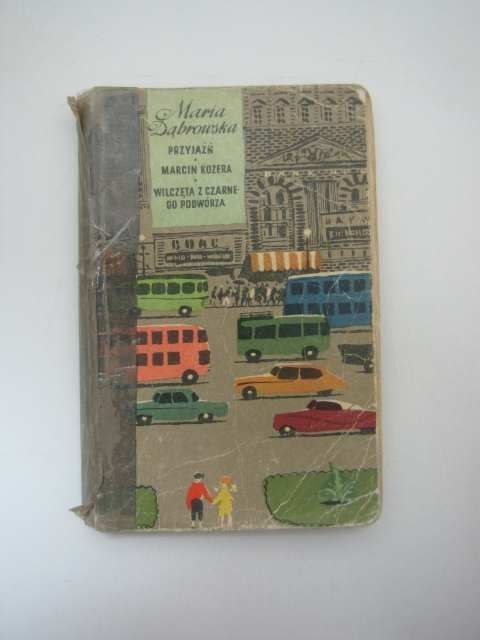 Maria
Dąbrowska
PRZYJAŹŃ
•
MARCIN KOZERA
•
WILCZĘTA Z CZARNE-
GO PODWÓRZA